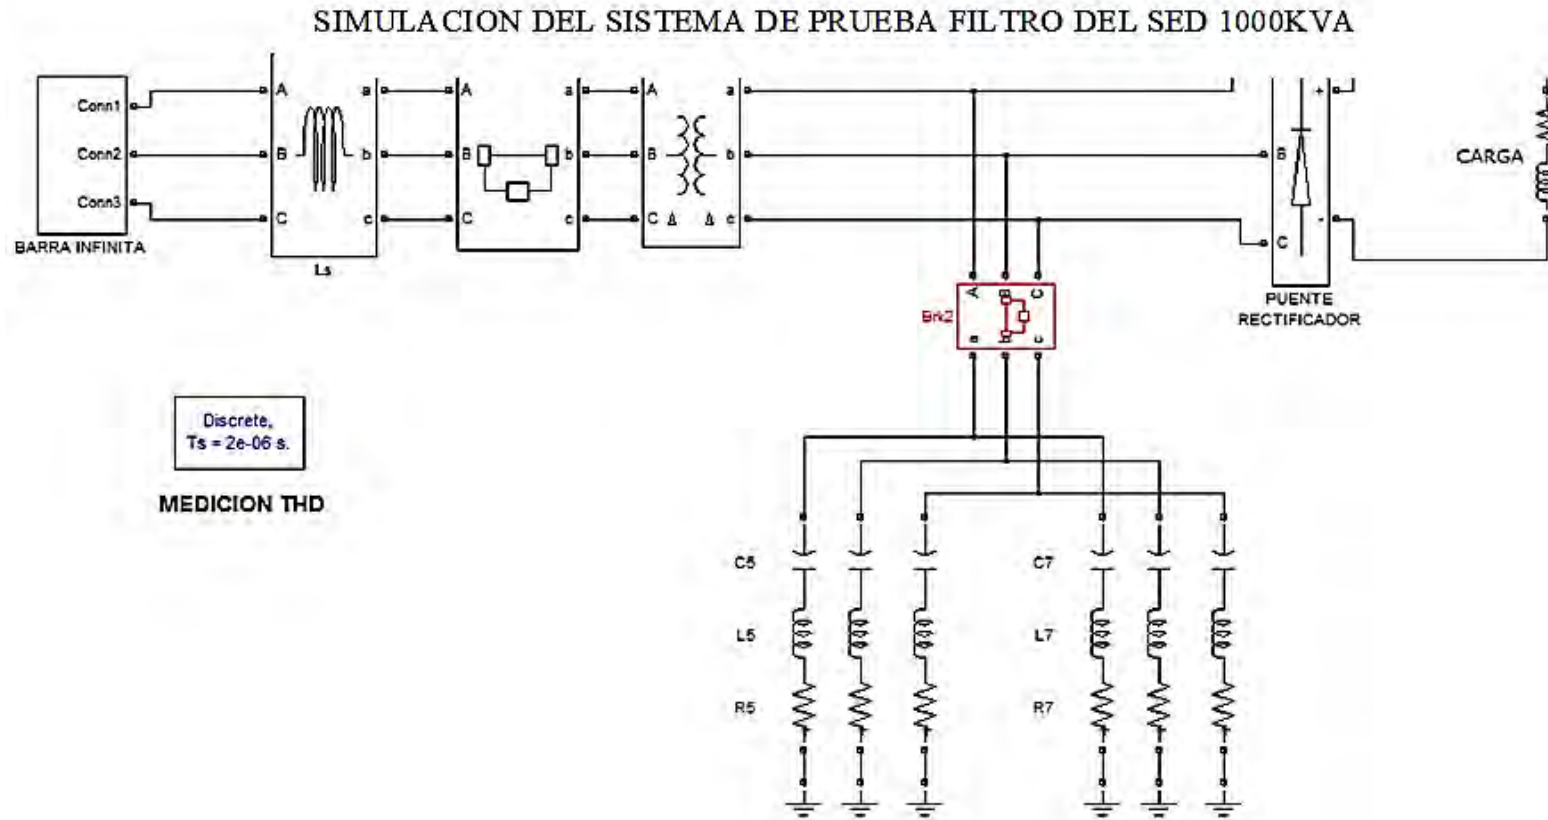 SIMULACION DEL SISTEMA DE PRUEBA FILTRO DEL SED 1000KVA
Conn1
Conn2
Conn3
BARRA INFINITA
A
B
C
a
b
c
Ls
A
B
C
a
b
c
A
B
C
a
b
c
B
C
+
-
PUENTE
RECTIFICADOR
CARGA
A
B
C
Brk2
a
b
c
Discrete,
Ts = 2e-06 s.
MEDICION THD
C5
C7
L5
L7
R5
R7